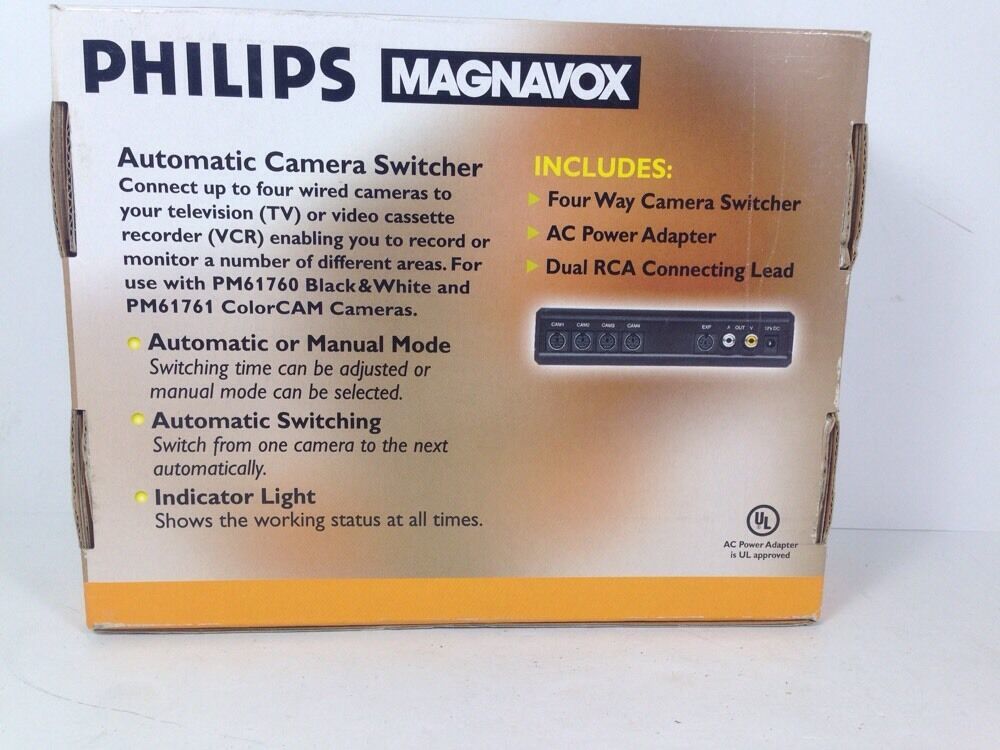 PHILIPS MAGNAVOX
Automatic Camera Switcher
Connect up to four wired cameras to
your television (TV) or video cassette
recorder (VCR) enabling you to record or
monitor a number of different areas. For
use with PM61760 Black&White and
PM61761 ColorCAM Cameras.
Automatic or Manual Mode
Switching time can be adjusted or
manual mode can be selected.
Automatic Switching
Switch from one camera to the next
automatically.
Indicator Light
Shows the working status at all times.
INCLUDES:
Four Way Camera Switcher
AC Power Adapter
Dual RCA Connecting Lead
CAM1 CAM2 CAM3 CAM4 EXP A OUT V 12V DC
UL
AC Power Adapter
is UL approved